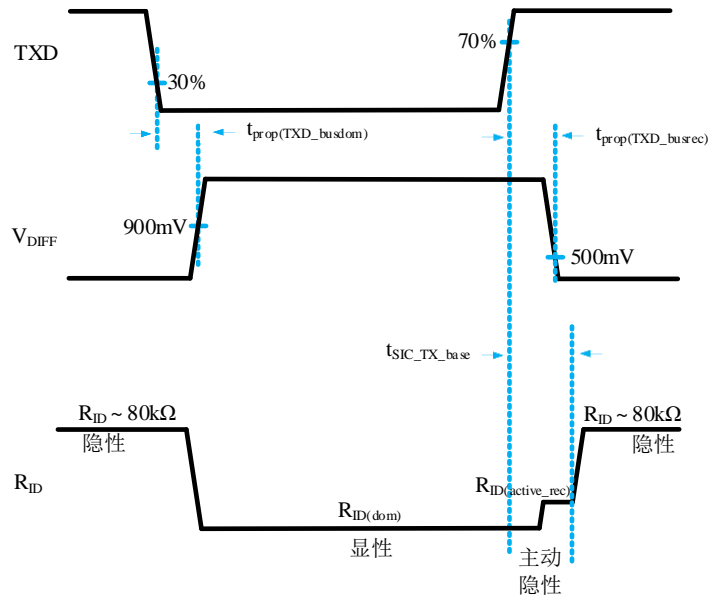 TXD
30%
70%
tprop(TXD_busdom)
tprop(TXD_busrec)
900mV
VDIFF
500mV
tSIC_TX_base
RID ~ 80kΩ
隐性
RID ~ 80kΩ
隐性
RID
RID(active_rec)
RID(dom)
显性
主动
隐性